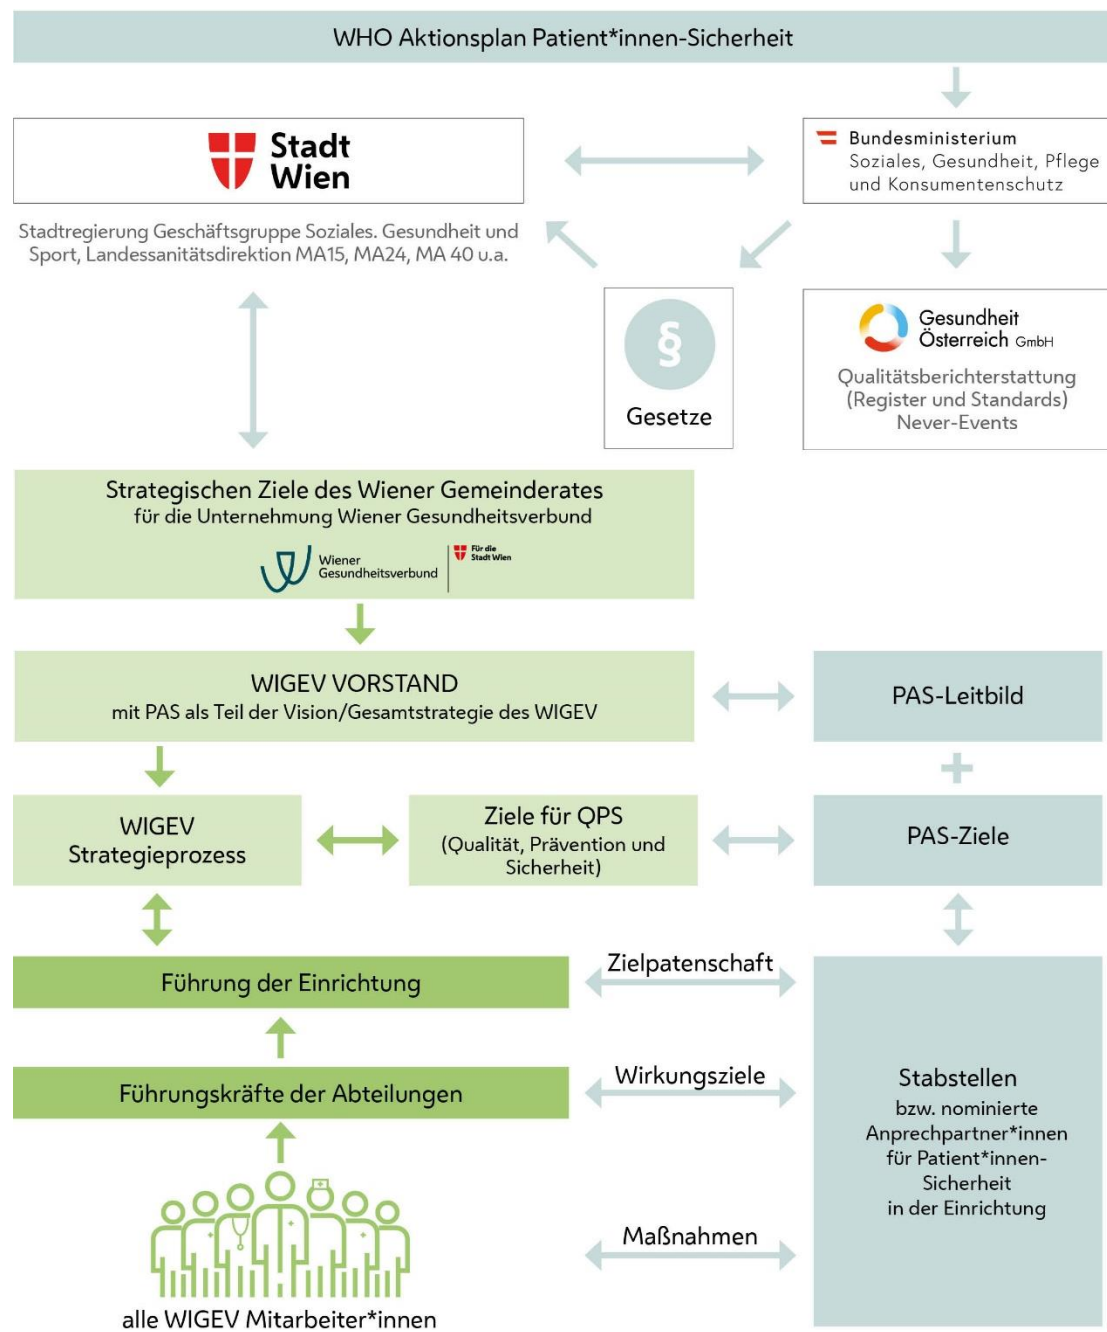 WHO Aktionsplan Patient*innen-Sicherheit
Stadt
Wien
Bundesministerium
Soziales, Gesundheit, Pflege
und Konsumentenschutz
Stadtregierung Geschäftsgruppe Soziales. Gesundheit und
Sport, Landessanitätsdirektion MA15, MA24, MA 40 u.a.
§
Gesetze
Gesundheit
Österreich GmbH
Qualitätsberichterstattung
(Register und Standards)
Never-Events
Strategischen Ziele des Wiener Gemeinderates
für die Unternehmung Wiener Gesundheitsverbund
Wiener
Gesundheitsverbund
Für die
Stadt Wien
WIGEV VORSTAND
mit PAS als Teil der Vision/Gesamtstrategie des WIGEV
PAS-Leitbild
WIGEV
Strategieprozess
Ziele für QPS
(Qualität, Prävention und
Sicherheit)
PAS-Ziele
Führung der Einrichtung
Zielpatenschaft
Führungskräfte der Abteilungen
Wirkungsziele
Stabstellen
bzw. nominierte
Anprechpartner*innen
für Patient*innen-
Sicherheit
in der Einrichtung
Maßnahmen
alle WIGEV Mitarbeiter*innen